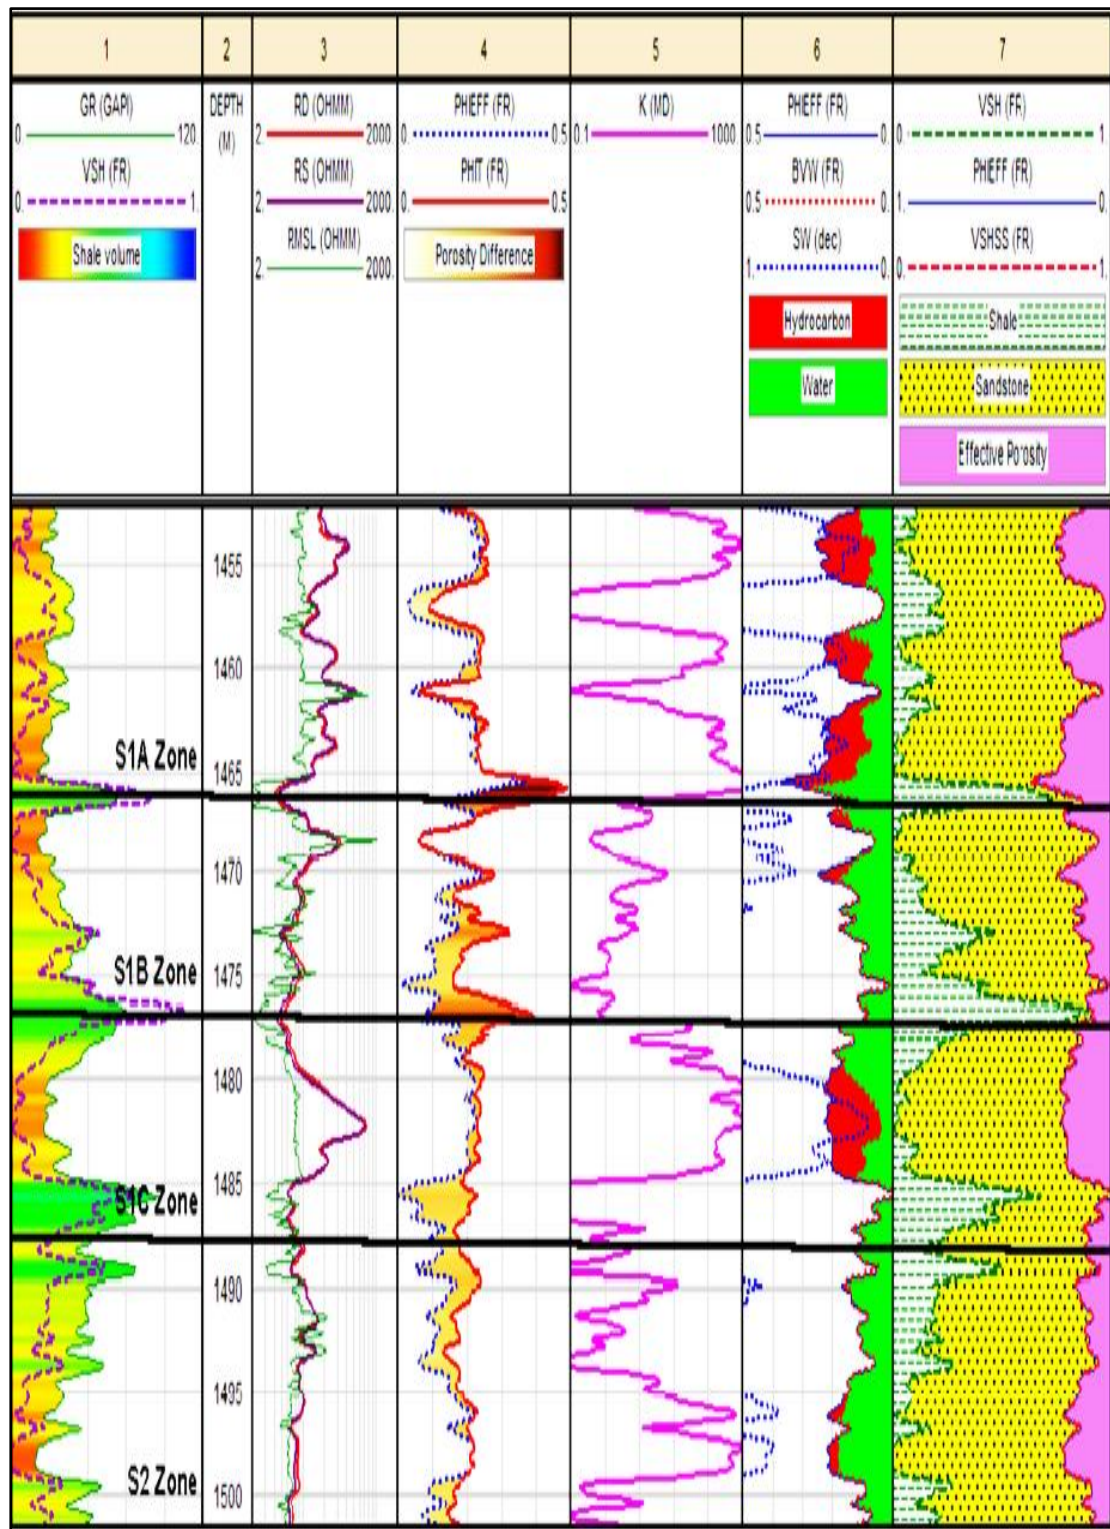 1 2 3 4 5 6 7
GR (GAPI) DEPTH RD (OHMM) PHIEFF (FR) K (MD) PHIEFF (FR) VSH (FR)
0. 120. (M) 2. 2000. 0. 0.5 0.1 1000. 0.5 0. 0. 1.
VSH (FR) RS (OHMM) PHIT (FR) BVW (FR) PHIEFF (FR)
0. 1. 2. 2000. 0. 0.5 0.5 0. 1. 0.
Shale volume RMSL (OHMM) Porosity Difference SW (dec) VSHSS (FR)
2. 2000. 1. 0. 0. 1.
Hydrocarbon Shale
Water Sandstone
Effective Porosity
1455
1460
S1A Zone
1465
1470
S1B Zone 1475
1480
1485
S1C Zone
1490
1495
S2 Zone
1500